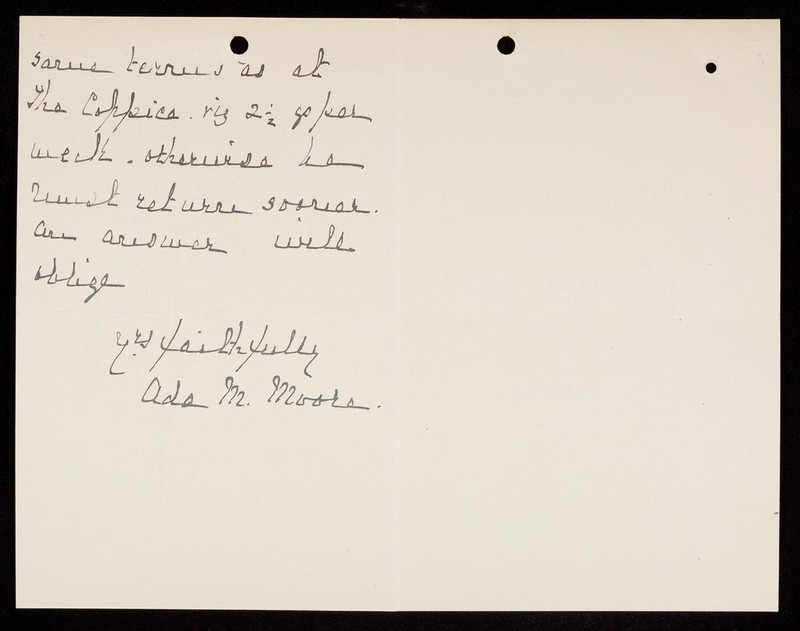 same terms as at
The Coppice. viz 2½ g per
week. otherwise he
must return sooner.
An answer will
oblige
Yrs faithfully
Ada M. Moore.